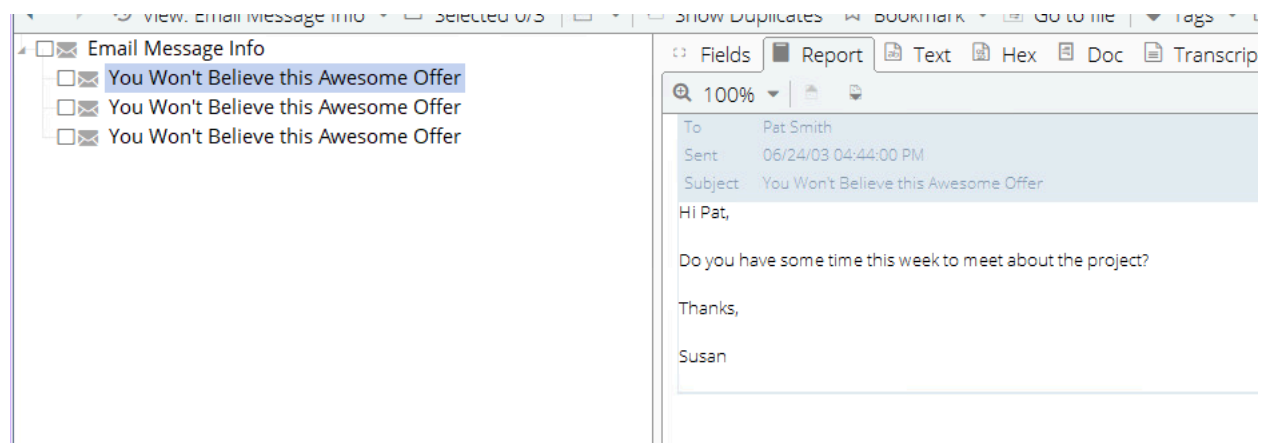 View: Email Message Info Selected 0/3 Show Duplicates Bookmark Go to file Tags
Email Message Info
You Won't Believe this Awesome Offer
You Won't Believe this Awesome Offer
You Won't Believe this Awesome Offer
Fields Report Text Hex Doc Transcrip
100%
To Pat Smith
Sent 06/24/03 04:44:00 PM
Subject You Won't Believe this Awesome Offer
Hi Pat,
Do you have some time this week to meet about the project?
Thanks,
Susan